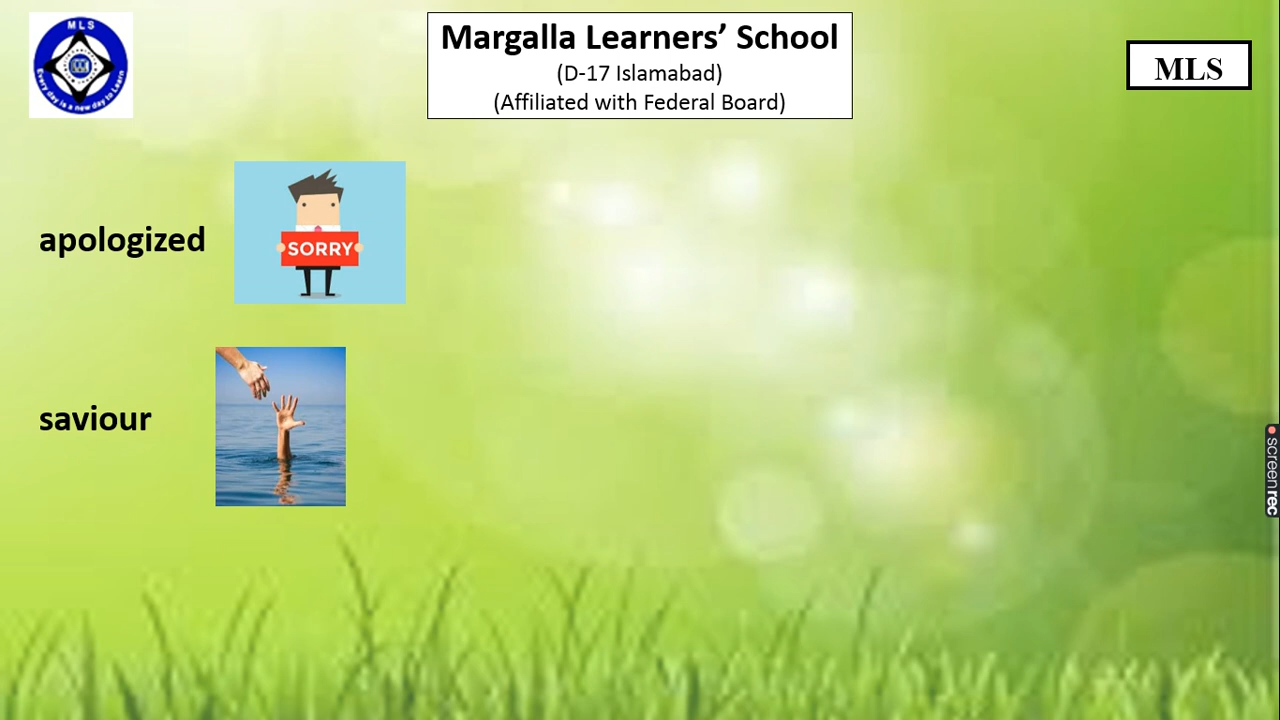 MLS
Every day is a new day to Learn
Margalla Learners’ School
(D-17 Islamabad)
(Affiliated with Federal Board)
MLS
apologized
SORRY
saviour
screenrec